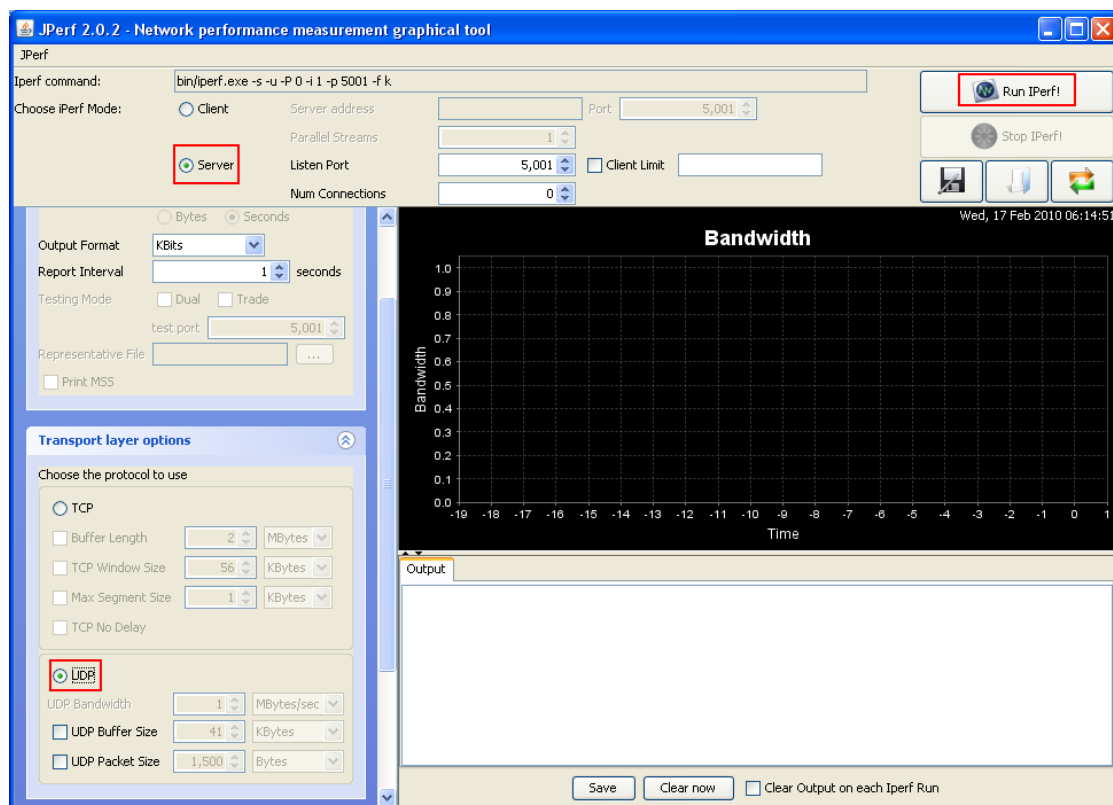 JPerf 2.0.2 - Network performance measurement graphical tool
JPerf
Iperf command: bin/iperf.exe -s -u -P 0 -i 1 -p 5001 -f k
Run IPerf!
Choose iPerf Mode: Client Server address Port 5,001
Parallel Streams 1
Stop IPerf!
Server Listen Port 5,001 Client Limit
Num Connections 0
Bytes Seconds
Output Format KBits
Report Interval 1 seconds
Testing Mode Dual Trade
test port 5,001
Representative File ...
Print MSS
Transport layer options
Choose the protocol to use
TCP
Buffer Length 2 MBytes
TCP Window Size 56 KBytes
Max Segment Size 1 KBytes
TCP No Delay
UDP
UDP Bandwidth 1 MBytes/sec
UDP Buffer Size 41 KBytes
UDP Packet Size 1,500 Bytes
Wed, 17 Feb 2010 06:14:51
Bandwidth
Bandwidth
1.0
0.9
0.8
0.7
0.6
0.5
0.4
0.3
0.2
0.1
0.0
-19 -18 -17 -16 -15 -14 -13 -12 -11 -10 -9 -8 -7 -6 -5 -4 -3 -2 -1 0 1
Time
Output
Save Clear now Clear Output on each Iperf Run